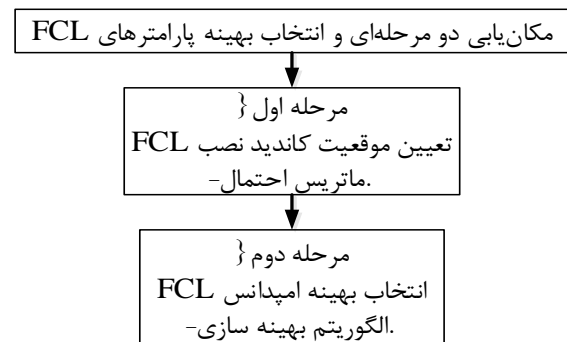 مکان‌یابی دو مرحله‌ای و انتخاب بهینه پارامترهای FCL
مرحله اول {
تعیین موقعیت کاندید نصب FCL
-ماتریس احتمال.
مرحله دوم {
انتخاب بهینه امپدانس FCL
-الگوریتم بهینه سازی.